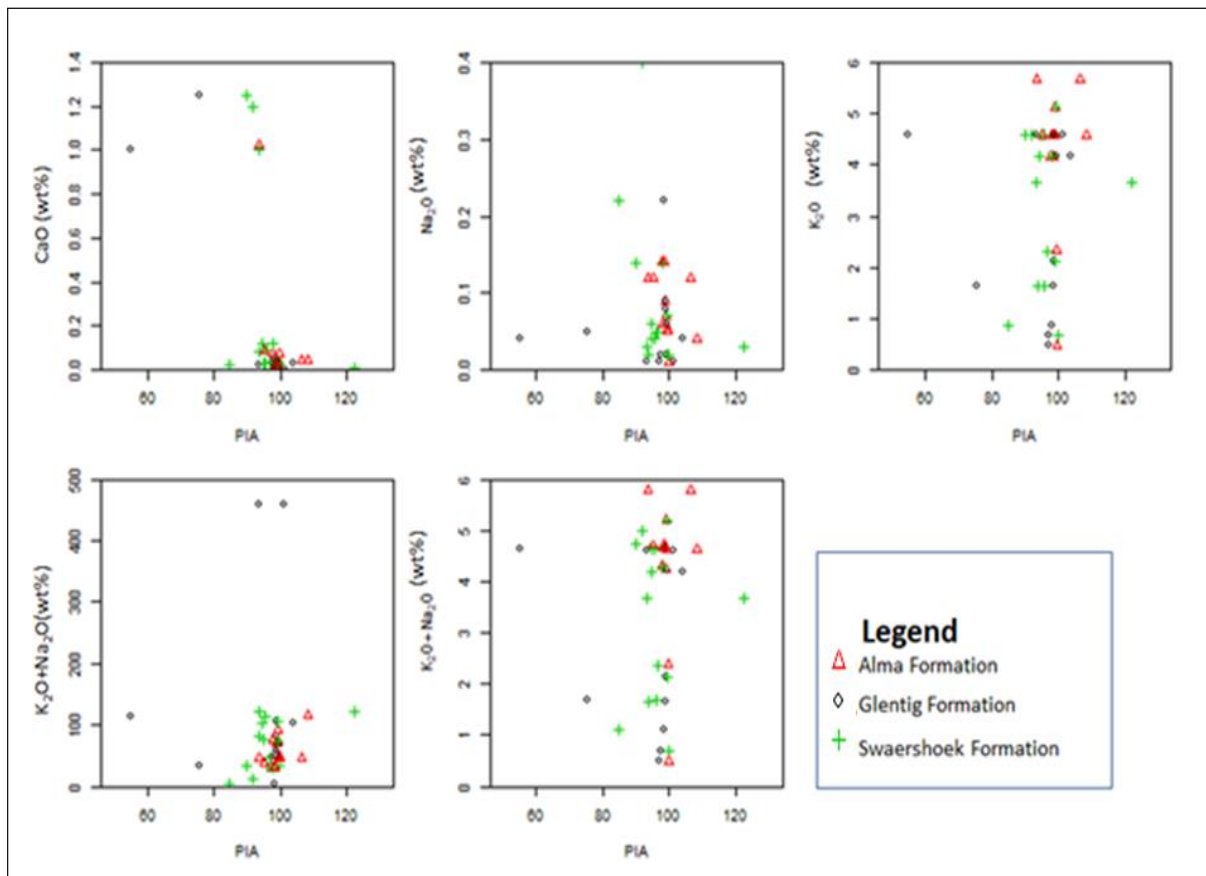 CaO (wt%)
0.0 0.2 0.4 0.6 0.8 1.0 1.2 1.4
60 80 100 120
PIA
Na₂O (wt%)
0.0 0.1 0.2 0.3 0.4
60 80 100 120
PIA
K₂O (wt%)
0 1 2 3 4 5 6
60 80 100 120
PIA
K₂O+Na₂O(wt%)
0 100 200 300 400 500
60 80 100 120
PIA
K₂O+Na₂O (wt%)
0 1 2 3 4 5 6
60 80 100 120
PIA
Legend
Alma Formation
Glentig Formation
Swaershoek Formation